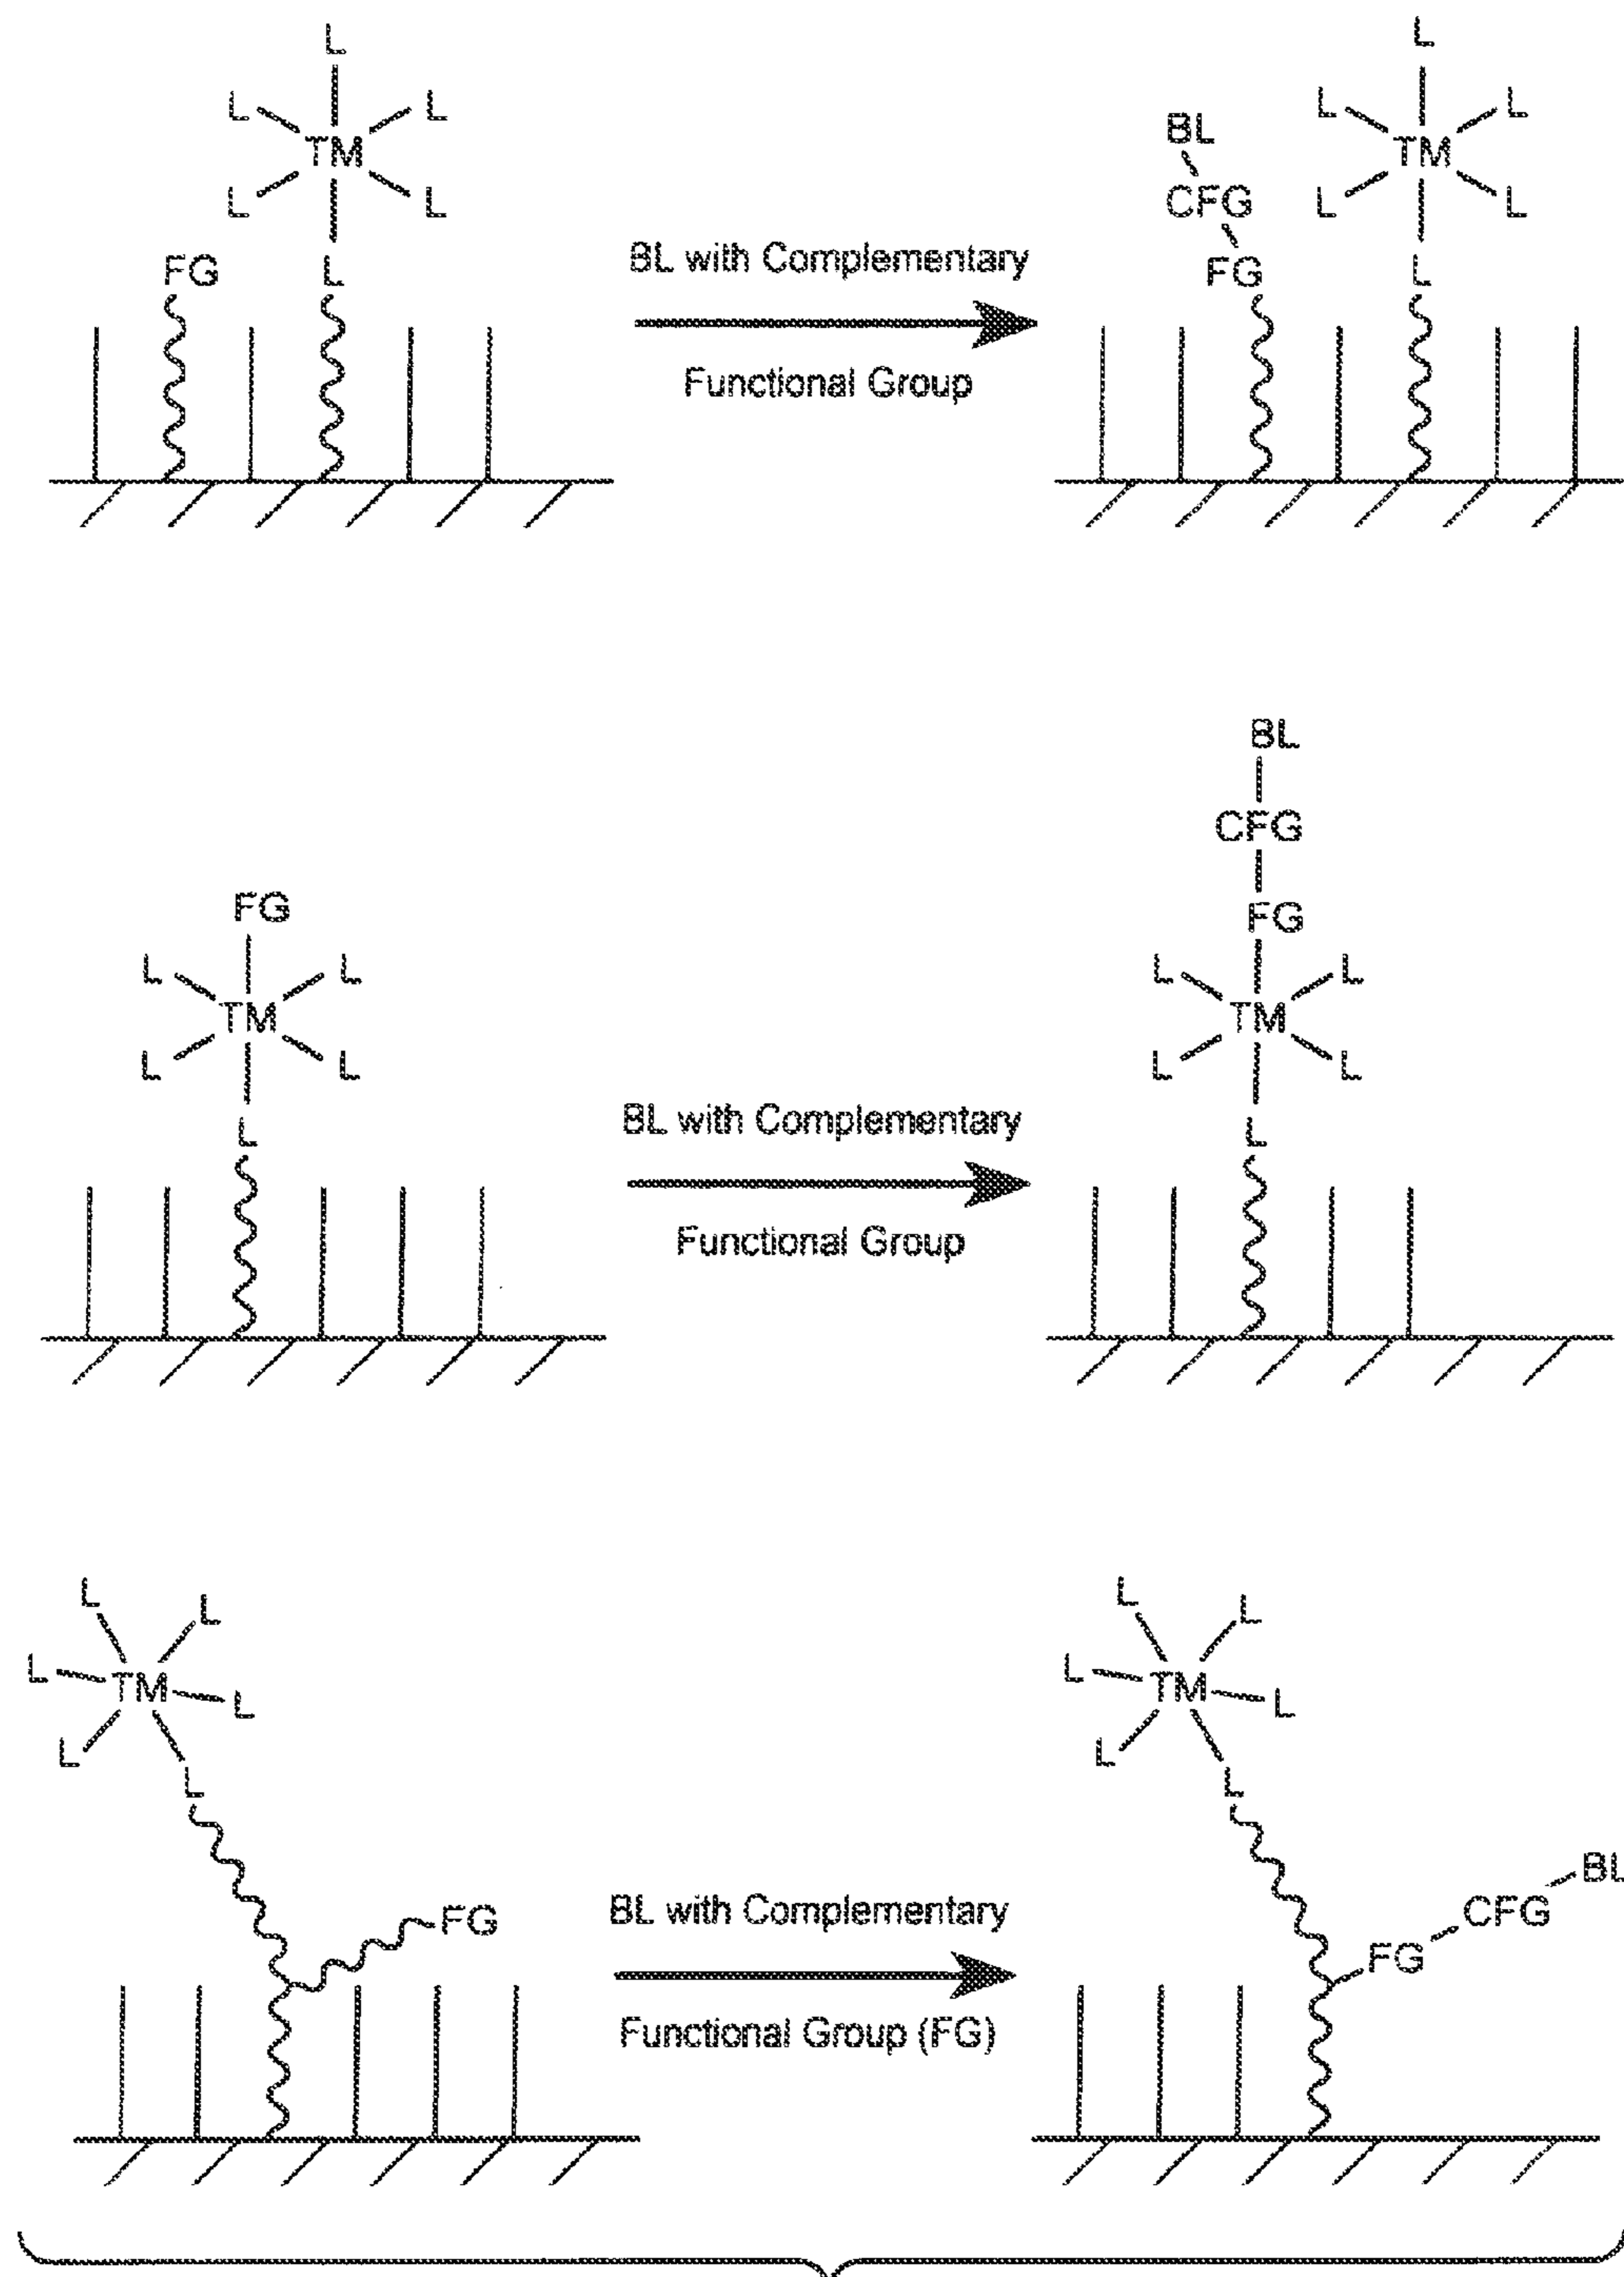 L
L L
TM
L L
FG L
BL with Complementary
Functional Group
L
L L
BL
TM
CFG
L L
FG L
FG
L L
TM
L L
L
BL with Complementary
Functional Group
BL
CFG
FG
L L
TM
L L
L
L
L
L
TM
L
L
L
FG
BL with Complementary
Functional Group (FG)
L
L
L
TM
L
L
L
BL
CFG
FG